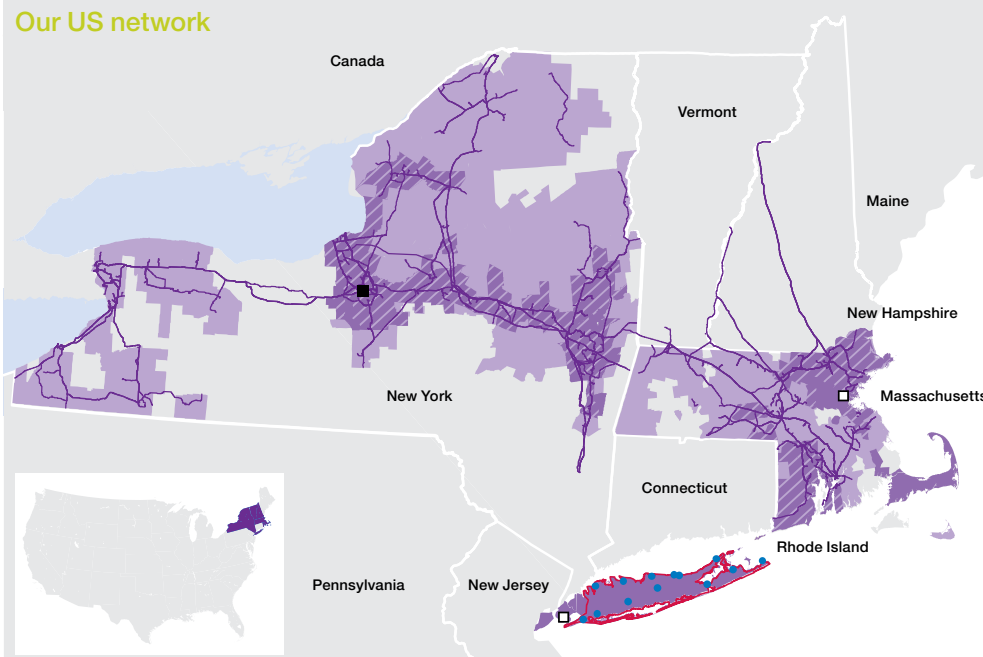 Our US network
Canada
Vermont
Maine
New Hampshire
New York
Massachusetts
Connecticut
Rhode Island
Pennsylvania
New Jersey